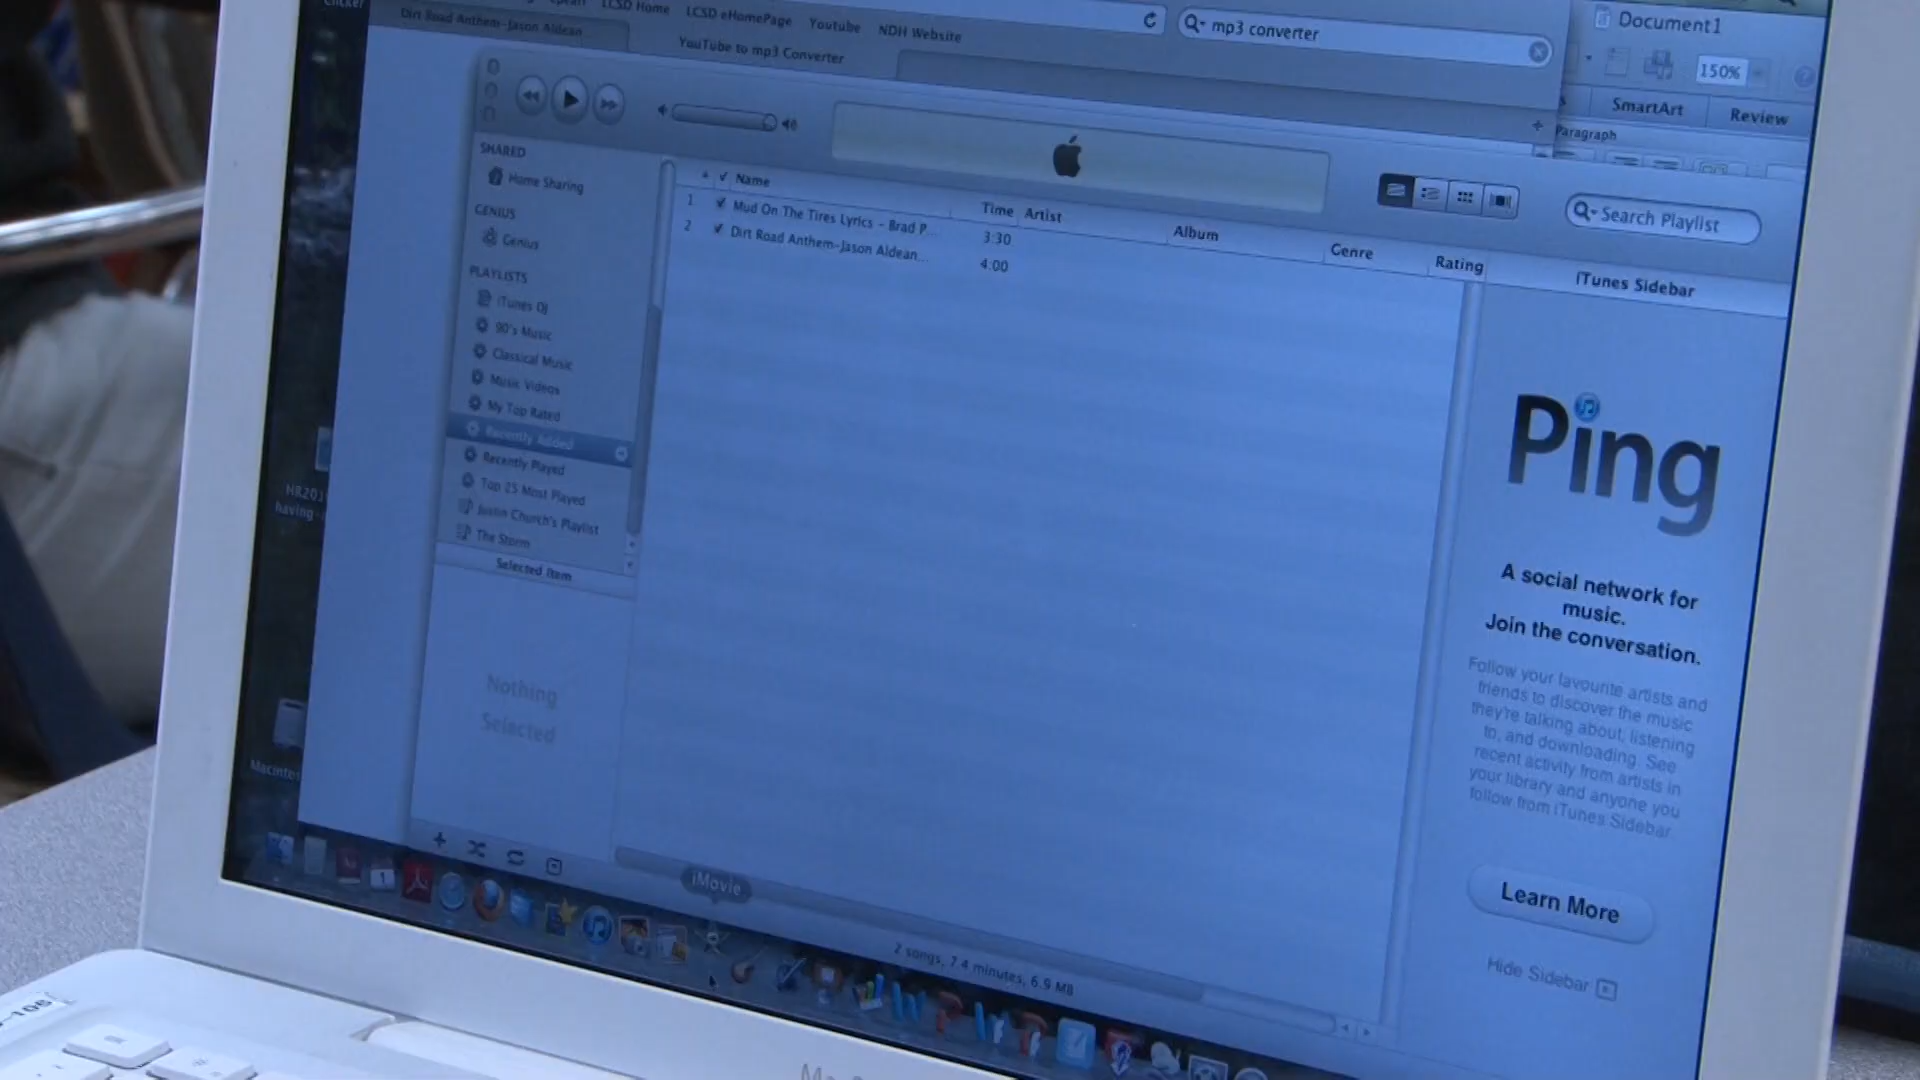 Clicker
LCSD Home
LCSD eHomePage
Youtube
NDH Website
mp3 converter
Dirt Road Anthem-Jason Aldean
YouTube to mp3 Converter
Document1
150%
SmartArt
Review
Paragraph
SHARED
Home Sharing
GENIUS
Genius
PLAYLISTS
iTunes DJ
90's Music
Classical Music
Music Videos
My Top Rated
Recently Added
Recently Played
Top 25 Most Played
Justin Church's Playlist
The Storm
Selected Item
Nothing
Selected
Name
Time
Artist
Album
Genre
Rating
1 Mud On The Tires Lyrics - Brad P... 3:30
2 Dirt Road Anthem-Jason Aldean... 4:00
Search Playlist
iTunes Sidebar
Ping
A social network for
music.
Join the conversation.
Follow your favourite artists and
friends to discover the music
they're talking about, listening
to, and downloading. See
recent activity from artists in
your library and anyone you
follow from iTunes Sidebar
Learn More
Hide Sidebar
having-
iMovie
2 songs, 7.4 minutes, 6.9 MB